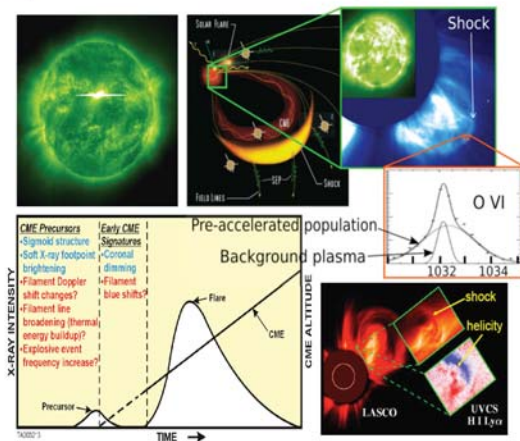 SOLAR FLARE
CME
SEP
SHOCK
FIELD LINES
Shock
O VI
Pre-accelerated population
Background plasma
1032 1034
CME Precursors
•Sigmoid structure
•Soft X-ray footpoint
brightening
•Filament Doppler
shift changes?
•Filament line
broadening (thermal
energy buildup)?
•Explosive event
frequency increase?
Early CME
Signatures
•Coronal
dimming
•Filament
blue shifts?
Flare
CME
Precursor
X-RAY INTENSITY
CME ALTITUDE
TIME
shock
helicity
LASCO
UVCS
H I Lyα